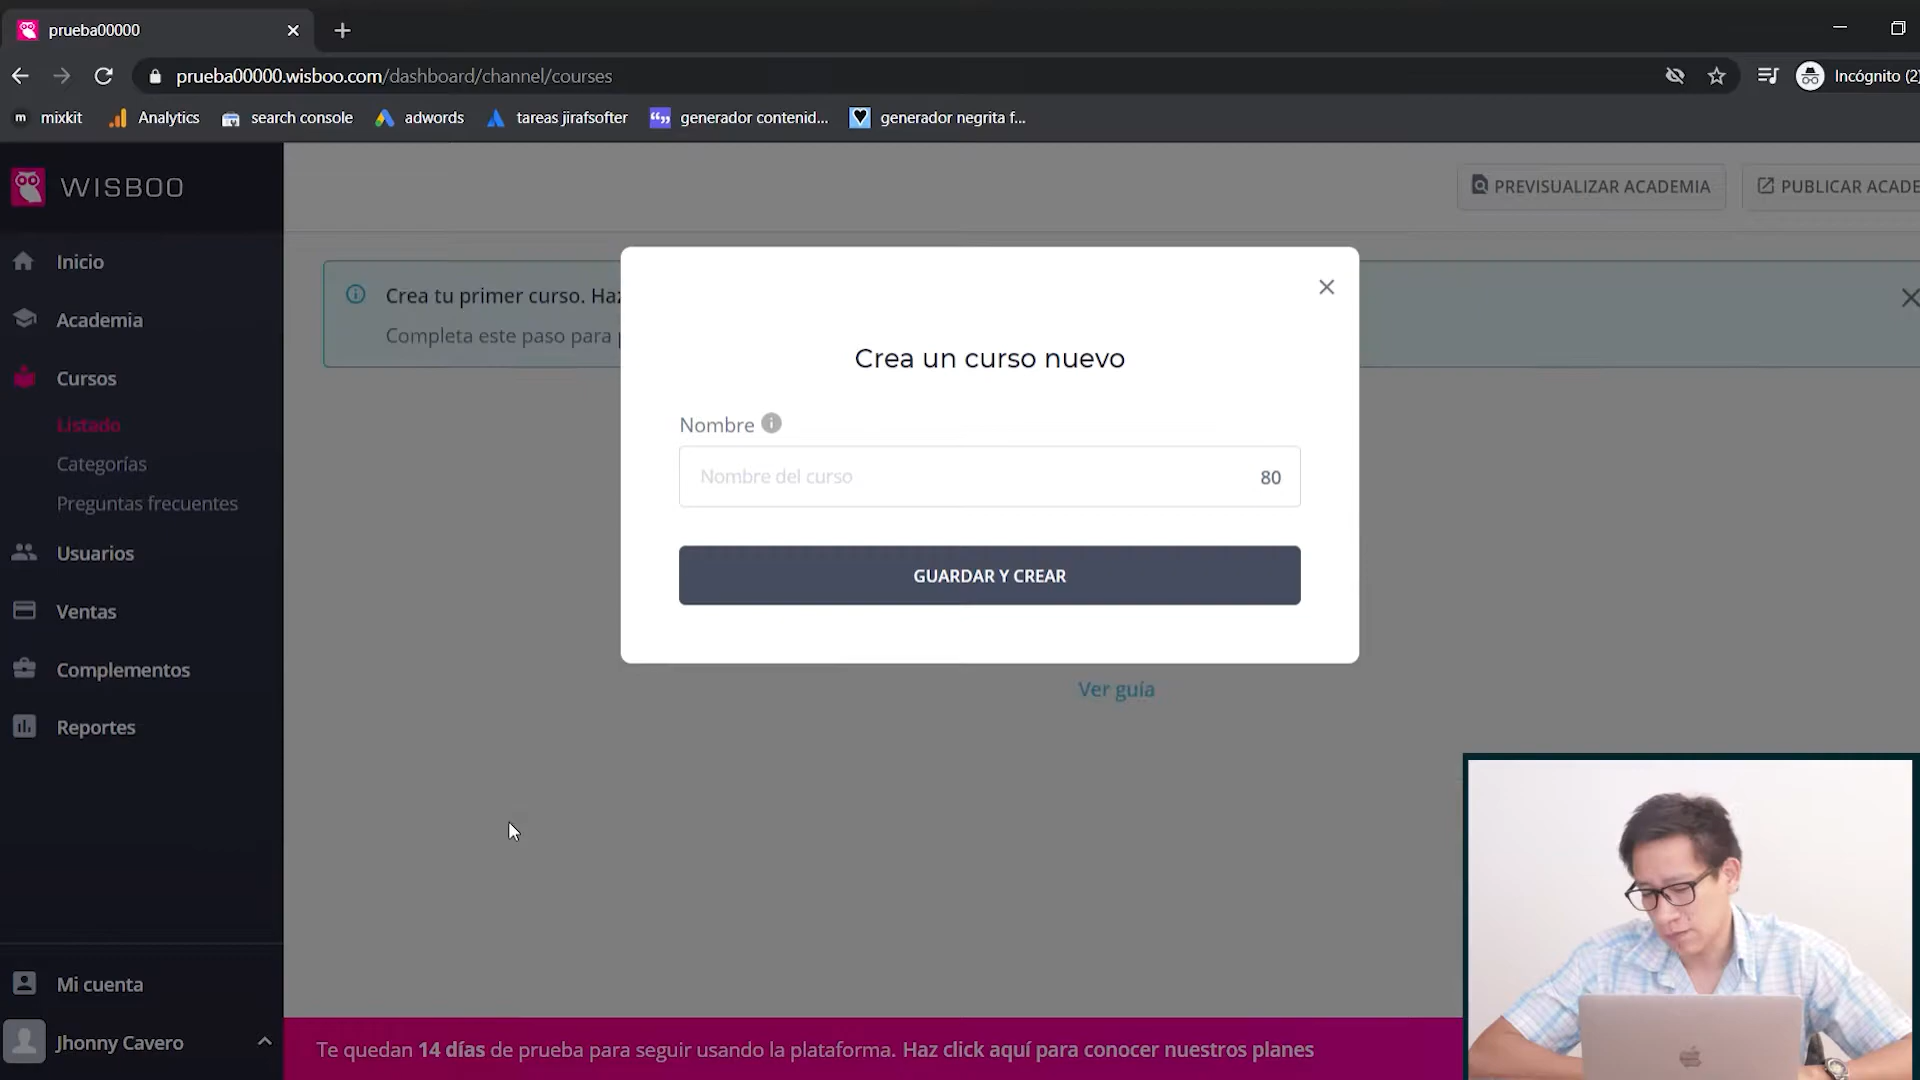 prueba00000
prueba00000.wisboo.com/dashboard/channel/courses
Incógnito (2)
mixkit
Analytics
search console
adwords
tareas jirafsofter
generador contenid...
generador negrita f...
WISBOO
PREVISUALIZAR ACADEMIA
PUBLICAR ACADE
Inicio
Academia
Cursos
Listado
Categorías
Preguntas frecuentes
Usuarios
Ventas
Complementos
Reportes
Mi cuenta
Jhonny Cavero
Crea tu primer curso. Haz
Completa este paso para
Crea un curso nuevo
Nombre
Nombre del curso
80
GUARDAR Y CREAR
Ver guía
Te quedan 14 días de prueba para seguir usando la plataforma. Haz click aquí para conocer nuestros planes